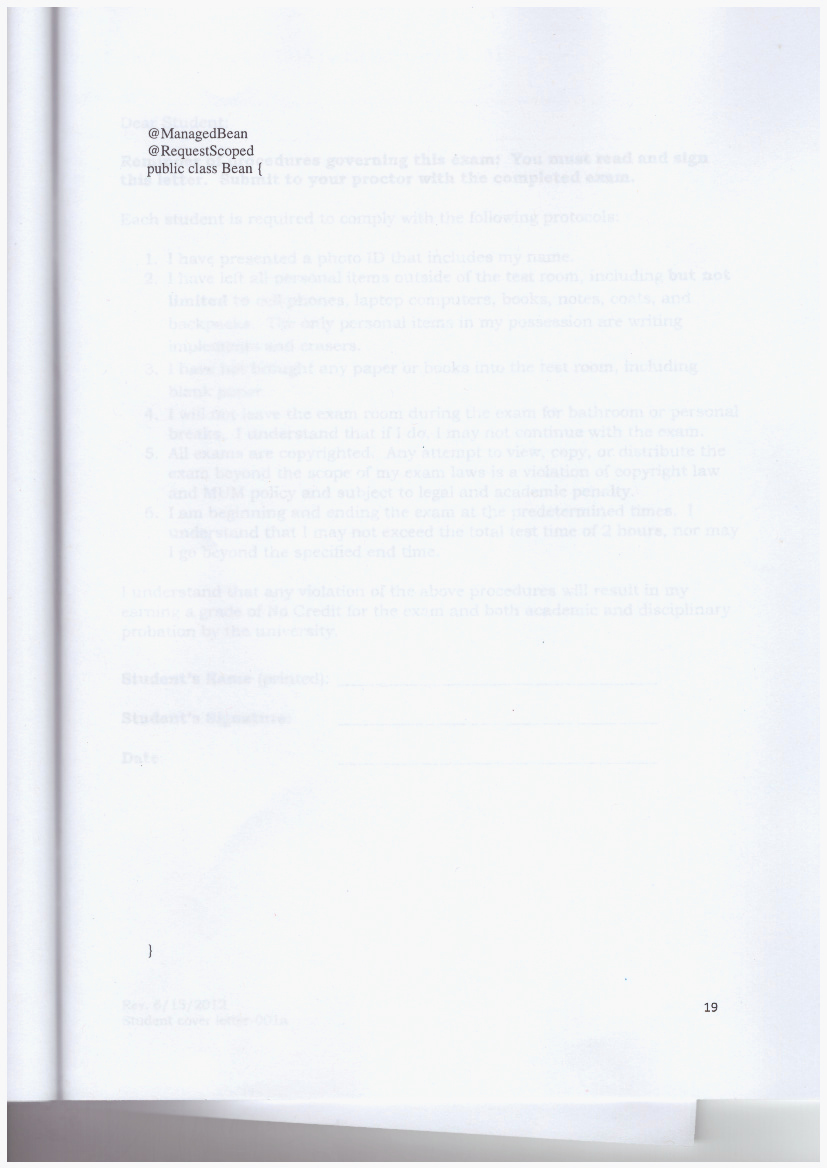 Dear Student:
@ManagedBean
@RequestScoped
public class Bean {
procedures governing this exam: You must read and sign
this letter. Submit to your proctor with the completed exam.
Each student is required to comply with the following protocols:
1. I have presented a photo ID that includes my name.
2. I have left all personal items outside of the test room, including but not
limited to cell phones, laptop computers, books, notes, coats, and
backpacks. The only personal items in my possession are writing
implements and erasers.
3. I have not bought any paper or books into the test room, including
blank paper
4. I will not leave the exam room during the exam for bathroom or personal
breaks. I understand that if I do, I may not continue with the exam.
5. All exams are copyrighted. Any attempt to view, copy, or distribute the
exam beyond the scope of my exam laws is a violation of copyright law
and MUM policy and subject to legal and academic penalty.
6. I am beginning and ending the exam at the predetermined times. I
understand that I may not exceed the total test time of 2 hours, nor may
I go beyond the specified end time.
I understand that any violation of the above procedures will result in my
earning a grade of No Credit for the exam and both academic and disciplinary
probation by the university.
Student's Name (printed):
Student's Signature
Date
}
Rev. 6/15/2012
Student cover letter-001a
19